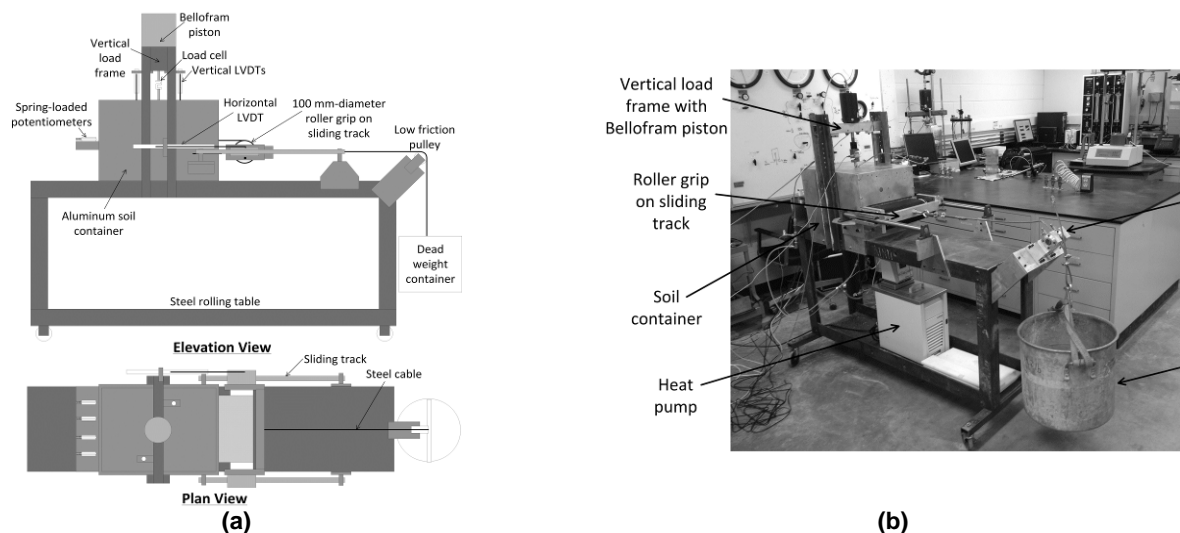 Bellofram
piston
Vertical
load
frame
Load cell
Vertical LVDTs
Spring-loaded
potentiometers
Horizontal
LVDT
100 mm-diameter
roller grip on
sliding track
Low friction
pulley
Aluminum soil
container
Dead
weight
container
Steel rolling table
Elevation View
Sliding track
Steel cable
Plan View
(a)
Vertical load
frame with
Bellofram piston
Roller grip
on sliding
track
Soil
container
Heat
pump
(b)